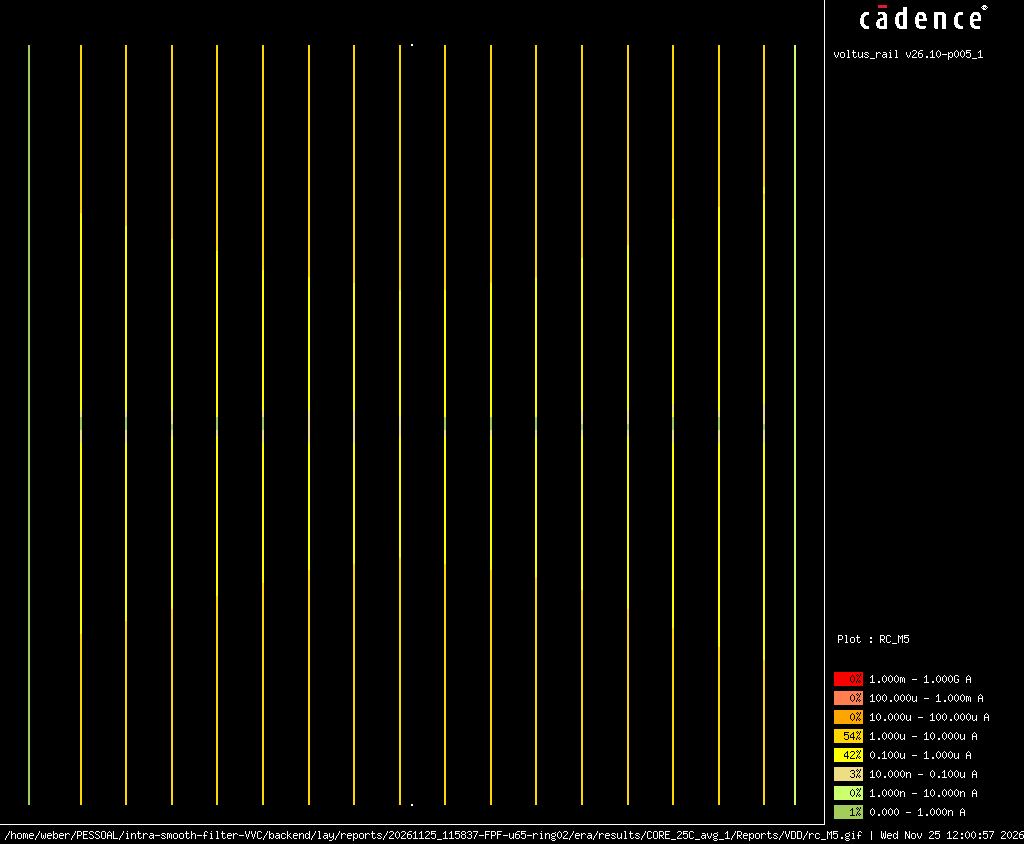 cādence®
voltus_rail v26.10-p005_1
Plot : RC_M5
0% 1.000m - 1.000G A
0% 100.000u - 1.000m A
0% 10.000u - 100.000u A
54% 1.000u - 10.000u A
42% 0.100u - 1.000u A
3% 10.000n - 0.100u A
0% 1.000n - 10.000n A
1% 0.000 - 1.000n A
/home/weber/PESSOAL/intra-smooth-filter-VVC/backend/lay/reports/20261125_115837-FPF-u65-ring02/era/results/CORE_25C_avg_1/Reports/VDD/rc_M5.gif | Wed Nov 25 12:00:57 2026